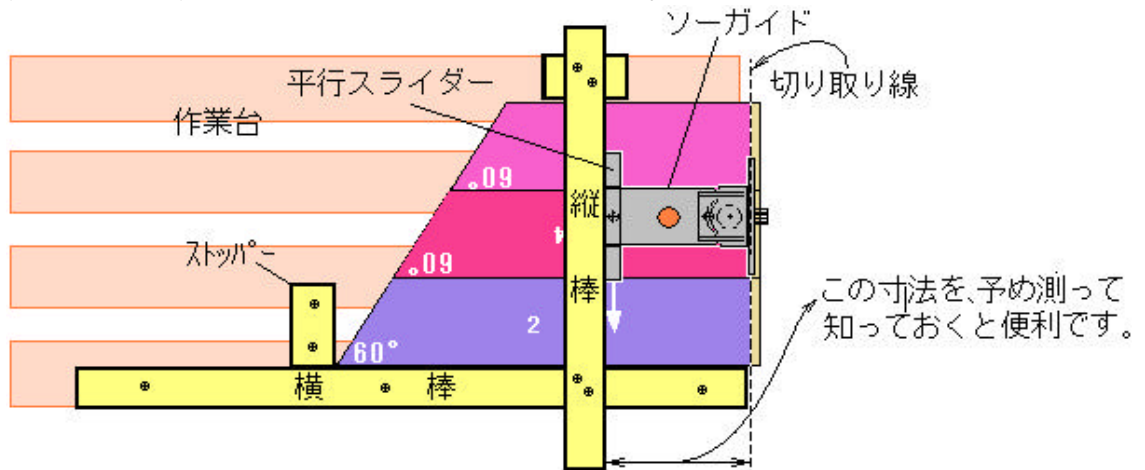 ソーガイド
平行スライダー
切り取り線
作業台
60°
縦棒
ストッパー
60°
この寸法を、予め測って
知っておくと便利です。
2
60°
横棒